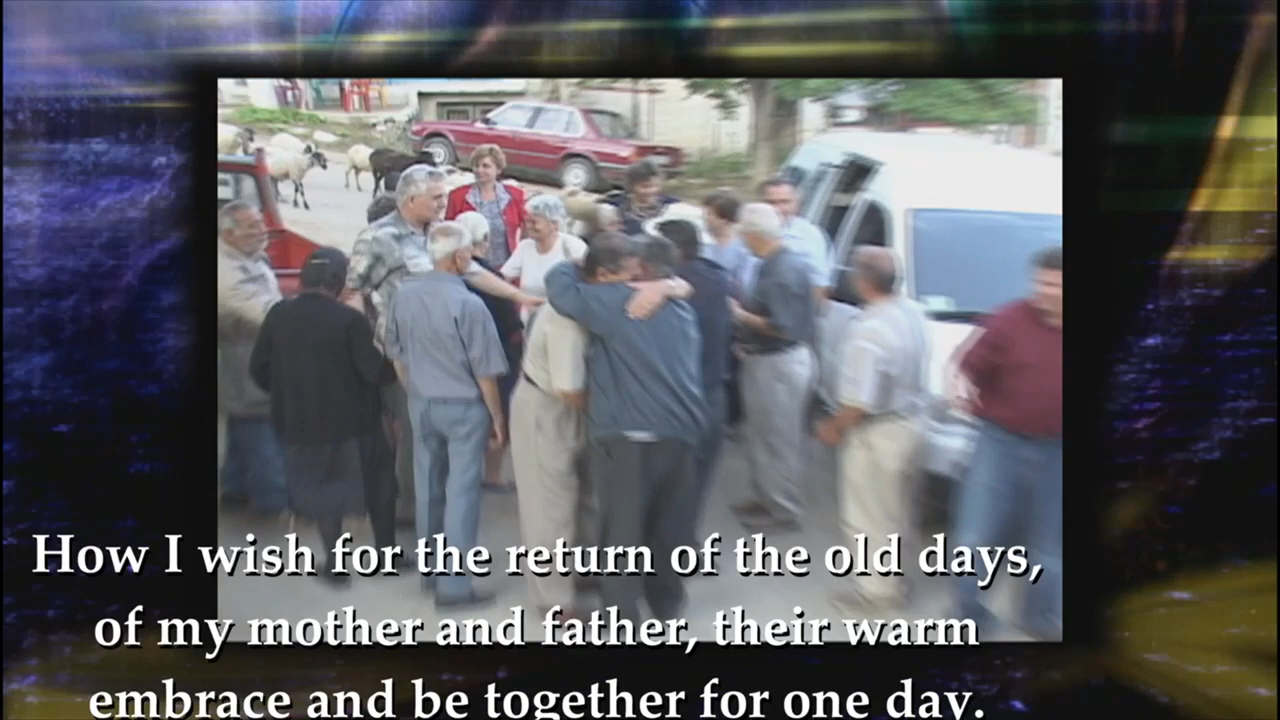 How I wish for the return of the old days,
of my mother and father, their warm
embrace and be together for one day.